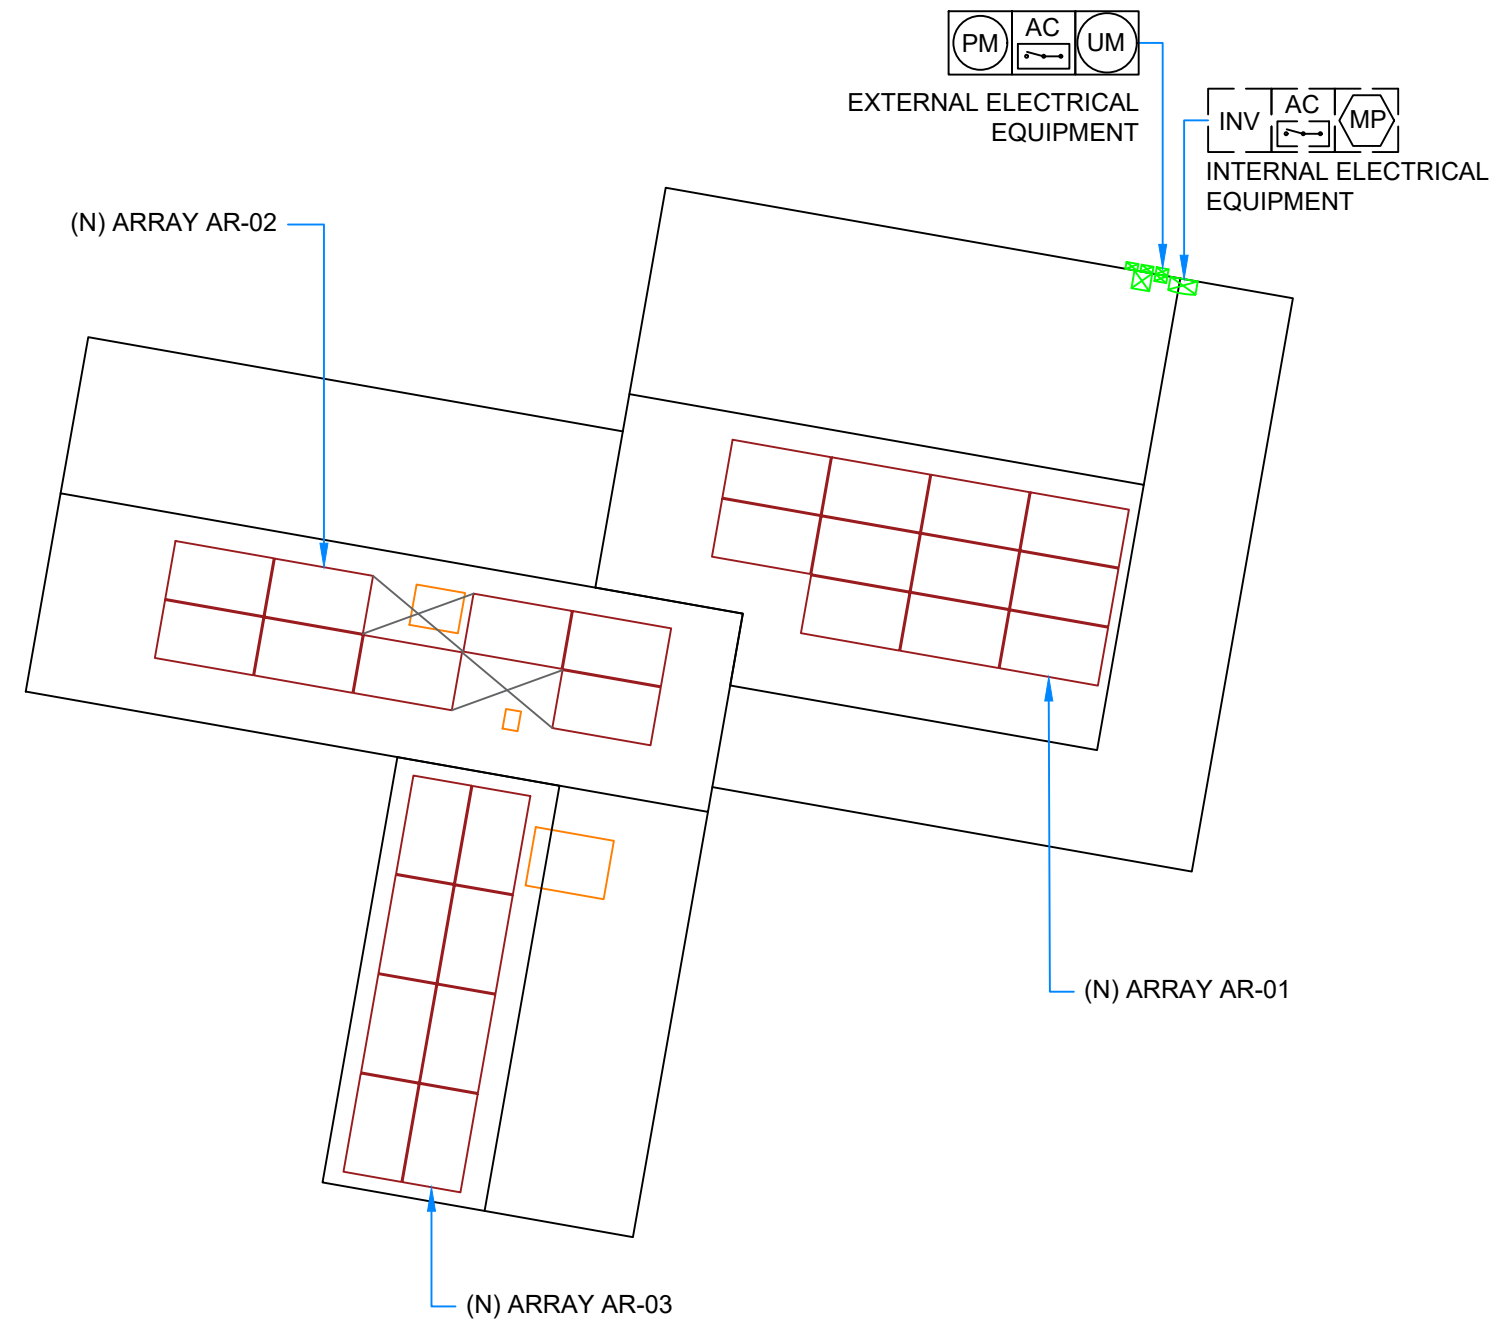 PM AC UM
EXTERNAL ELECTRICAL
EQUIPMENT
INV AC MP
INTERNAL ELECTRICAL
EQUIPMENT
(N) ARRAY AR-02
(N) ARRAY AR-01
(N) ARRAY AR-03